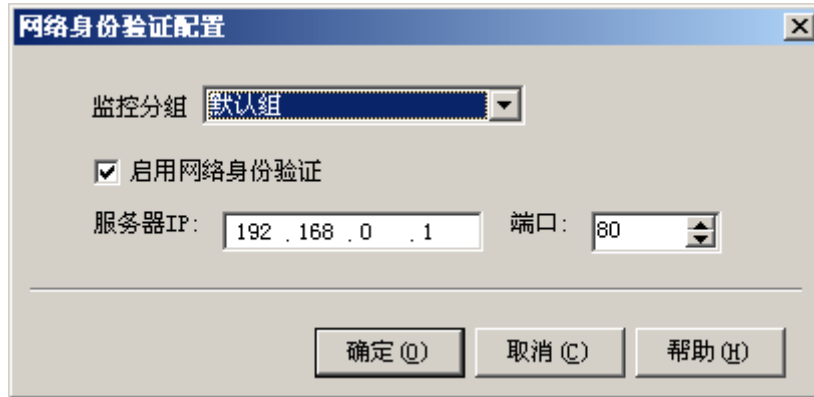 网络身份验证配置
监控分组 默认组
启用网络身份验证
服务器IP: 192 . 168 . 0 . 1 端口: 80
确定(O) 取消(C) 帮助(H)